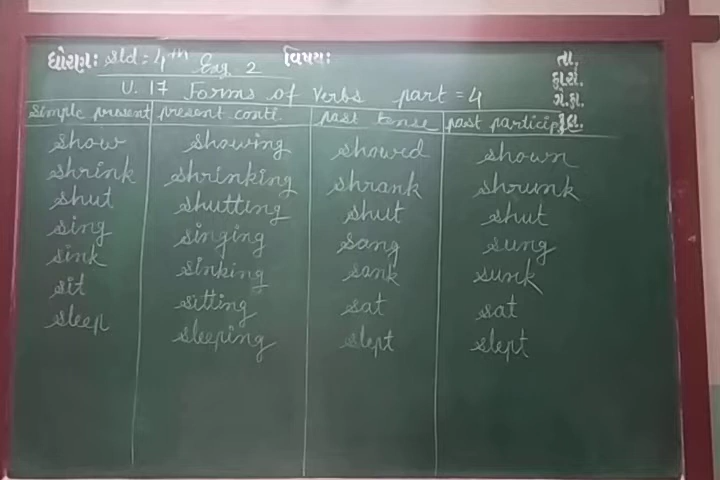 ધોરણ: std : 4th Eng. 2 વિષય: તા.
કુ.સં.
U. 17 Forms of Verbs part = 4 ગ.કા.
simple present present conti. past tense past participle
show showing showed shown
shrink shrinking shrank shrunk
shut shutting shut shut
sing singing sang sung
sink sinking sank sunk
sit sitting sat sat
sleep sleeping slept slept